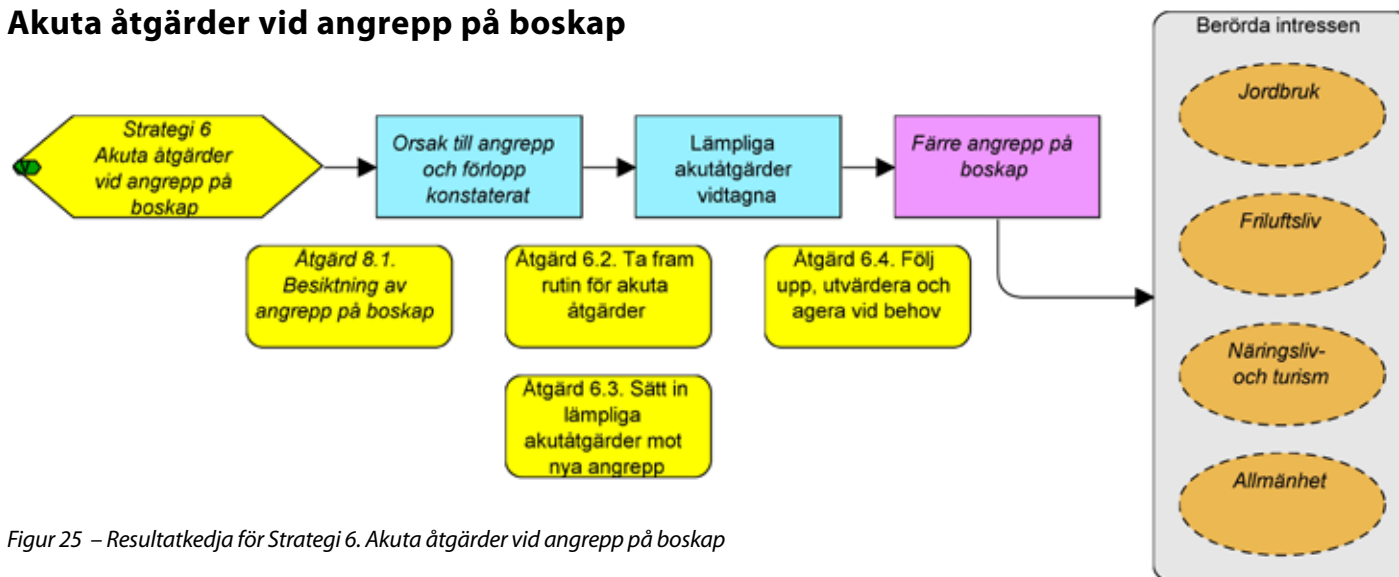 Akuta åtgärder vid angrepp på boskap
Strategi 6
Akuta åtgärder
vid angrepp på
boskap
Orsak till angrepp
och förlopp
konstaterat
Lämpliga
akutåtgärder
vidtagna
Färre angrepp på
boskap
Åtgärd 8.1.
Besiktning av
angrepp på boskap
Åtgärd 6.2. Ta fram
rutin för akuta
åtgärder
Åtgärd 6.4. Följ
upp, utvärdera och
agera vid behov
Åtgärd 6.3. Sätt in
lämpliga
akutåtgärder mot
nya angrepp
Berörda intressen
Jordbruk
Friluftsliv
Näringsliv-
och turism
Allmänhet
Figur 25 – Resultatkedja för Strategi 6. Akuta åtgärder vid angrepp på boskap